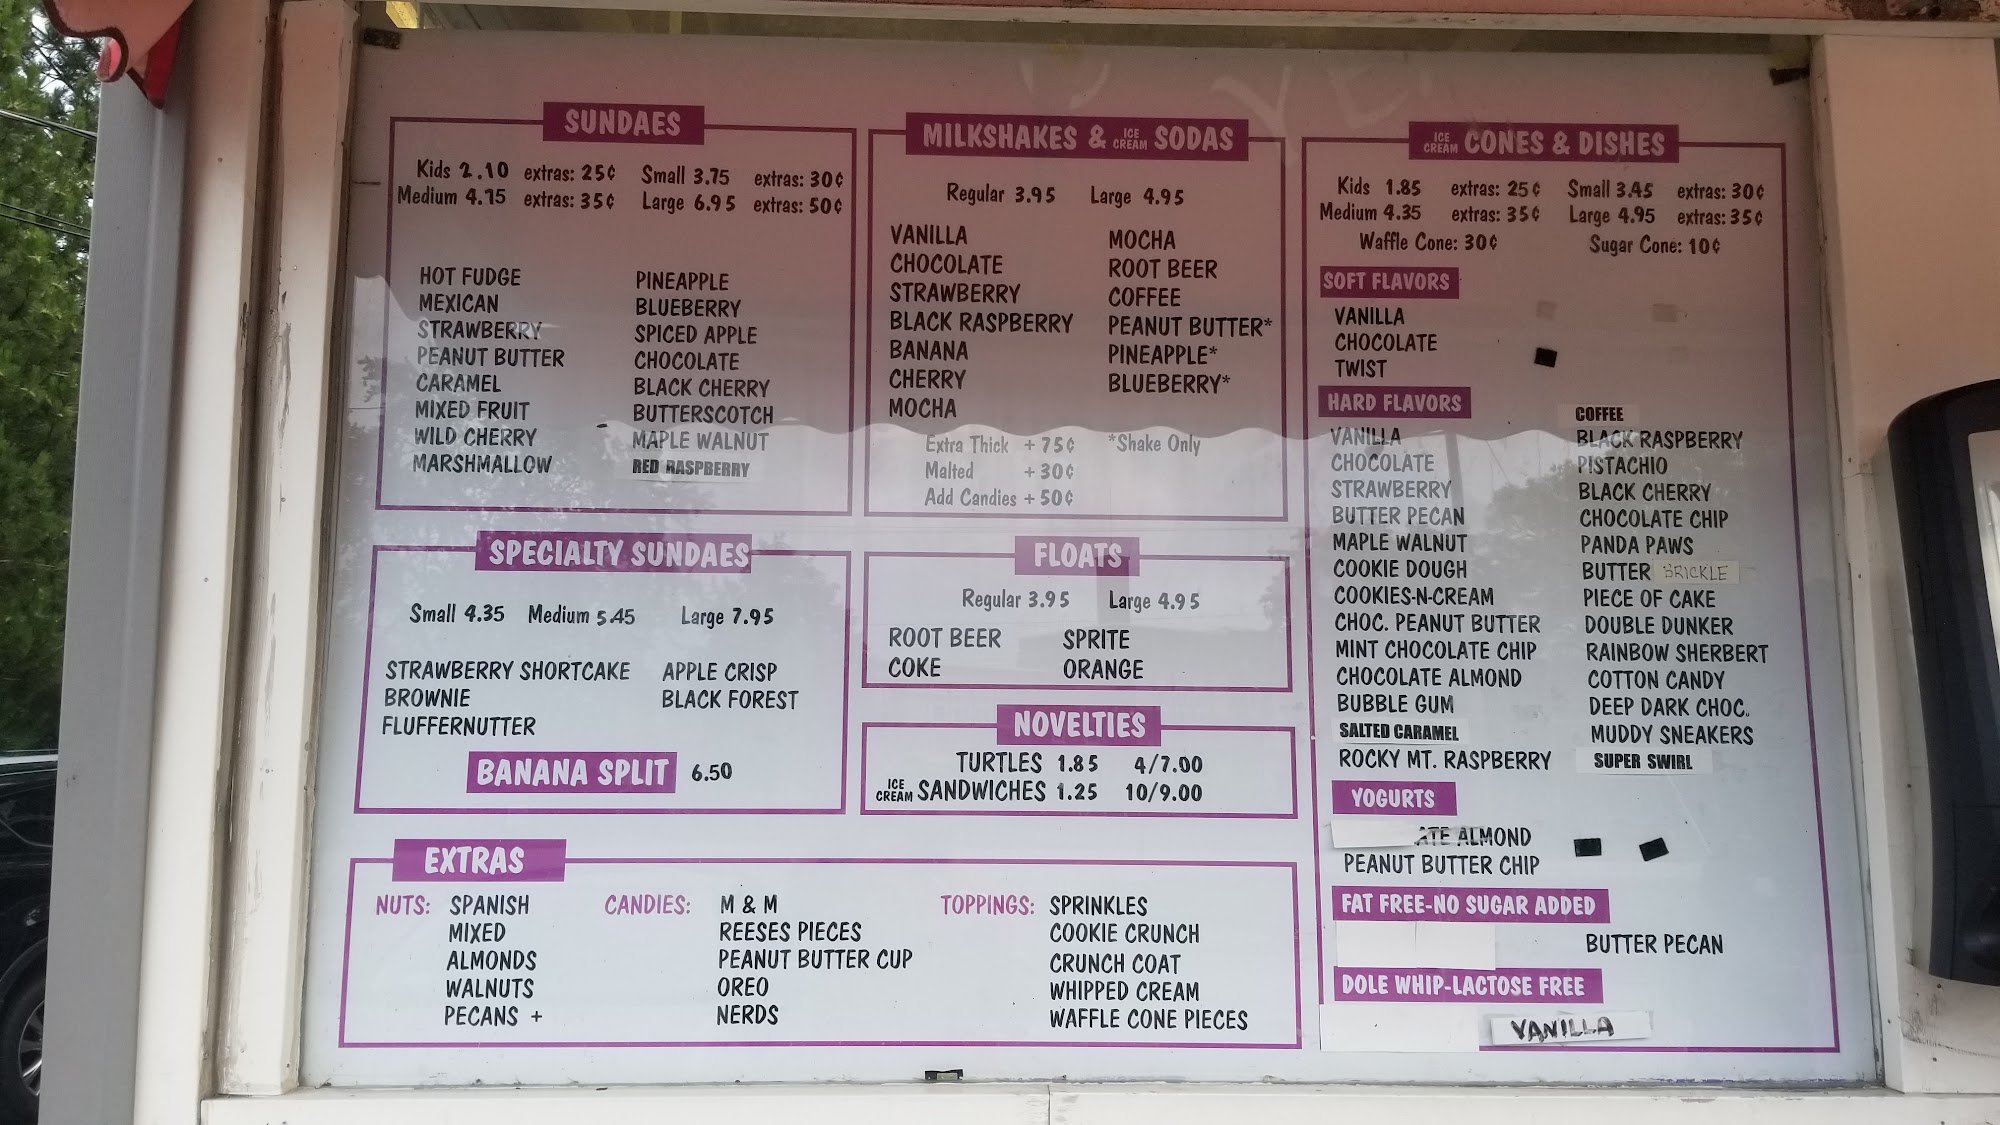 SUNDAES
Kids 2.10 extras: 25¢ Small 3.75 extras: 30¢
Medium 4.75 extras: 35¢ Large 6.95 extras: 50¢
HOT FUDGE
MEXICAN
STRAWBERRY
PEANUT BUTTER
CARAMEL
MIXED FRUIT
WILD CHERRY
MARSHMALLOW
PINEAPPLE
BLUEBERRY
SPICED APPLE
CHOCOLATE
BLACK CHERRY
BUTTERSCOTCH
MAPLE WALNUT
RED RASPBERRY
SPECIALTY SUNDAES
Small 4.35 Medium 5.45 Large 7.95
STRAWBERRY SHORTCAKE
BROWNIE
FLUFFERNUTTER
APPLE CRISP
BLACK FOREST
BANANA SPLIT 6.50
MILKSHAKES & ICE CREAM SODAS
Regular 3.95 Large 4.95
VANILLA
CHOCOLATE
STRAWBERRY
BLACK RASPBERRY
BANANA
CHERRY
MOCHA
MOCHA
ROOT BEER
COFFEE
PEANUT BUTTER*
PINEAPPLE*
BLUEBERRY*
Extra Thick + 75¢ *Shake Only
Malted + 30¢
Add Candies + 50¢
FLOATS
Regular 3.95 Large 4.95
ROOT BEER
COKE
SPRITE
ORANGE
NOVELTIES
TURTLES 1.85 4/7.00
ICE CREAM SANDWICHES 1.25 10/9.00
EXTRAS
NUTS: SPANISH
MIXED
ALMONDS
WALNUTS
PECANS +
CANDIES: M & M
REESES PIECES
PEANUT BUTTER CUP
OREO
NERDS
TOPPINGS: SPRINKLES
COOKIE CRUNCH
CRUNCH COAT
WHIPPED CREAM
WAFFLE CONE PIECES
ICE CREAM CONES & DISHES
Kids 1.85 extras: 25¢ Small 3.45 extras: 30¢
Medium 4.35 extras: 35¢ Large 4.95 extras: 35¢
Waffle Cone: 30¢ Sugar Cone: 10¢
SOFT FLAVORS
VANILLA
CHOCOLATE
TWIST
HARD FLAVORS
VANILLA
CHOCOLATE
STRAWBERRY
BUTTER PECAN
MAPLE WALNUT
COOKIE DOUGH
COOKIES-N-CREAM
CHOC. PEANUT BUTTER
MINT CHOCOLATE CHIP
CHOCOLATE ALMOND
BUBBLE GUM
SALTED CARAMEL
ROCKY MT. RASPBERRY
COFFEE
BLACK RASPBERRY
PISTACHIO
BLACK CHERRY
CHOCOLATE CHIP
PANDA PAWS
BUTTER BRICKLE
PIECE OF CAKE
DOUBLE DUNKER
RAINBOW SHERBERT
COTTON CANDY
DEEP DARK CHOC.
MUDDY SNEAKERS
SUPER SWIRL
YOGURTS
ATE ALMOND
PEANUT BUTTER CHIP
FAT FREE-NO SUGAR ADDED
BUTTER PECAN
DOLE WHIP-LACTOSE FREE
VANILLA